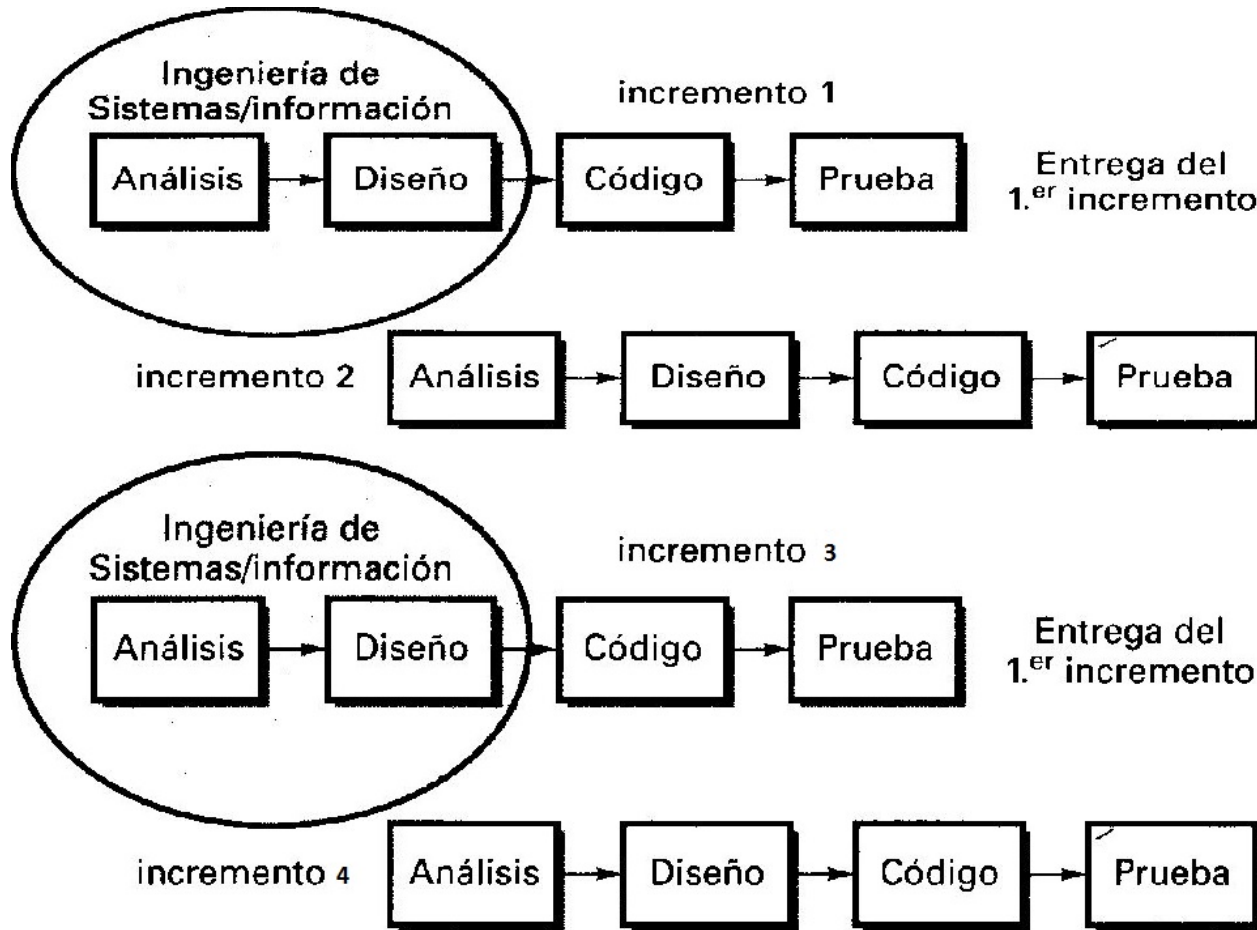 Ingeniería de
Sistemas/información
incremento 1
Análisis
Diseño
Código
Prueba
Entrega del
1.er incremento
incremento 2
Análisis
Diseño
Código
Prueba
Ingeniería de
Sistemas/información
incremento 3
Análisis
Diseño
Código
Prueba
Entrega del
1.er incremento
incremento 4
Análisis
Diseño
Código
Prueba